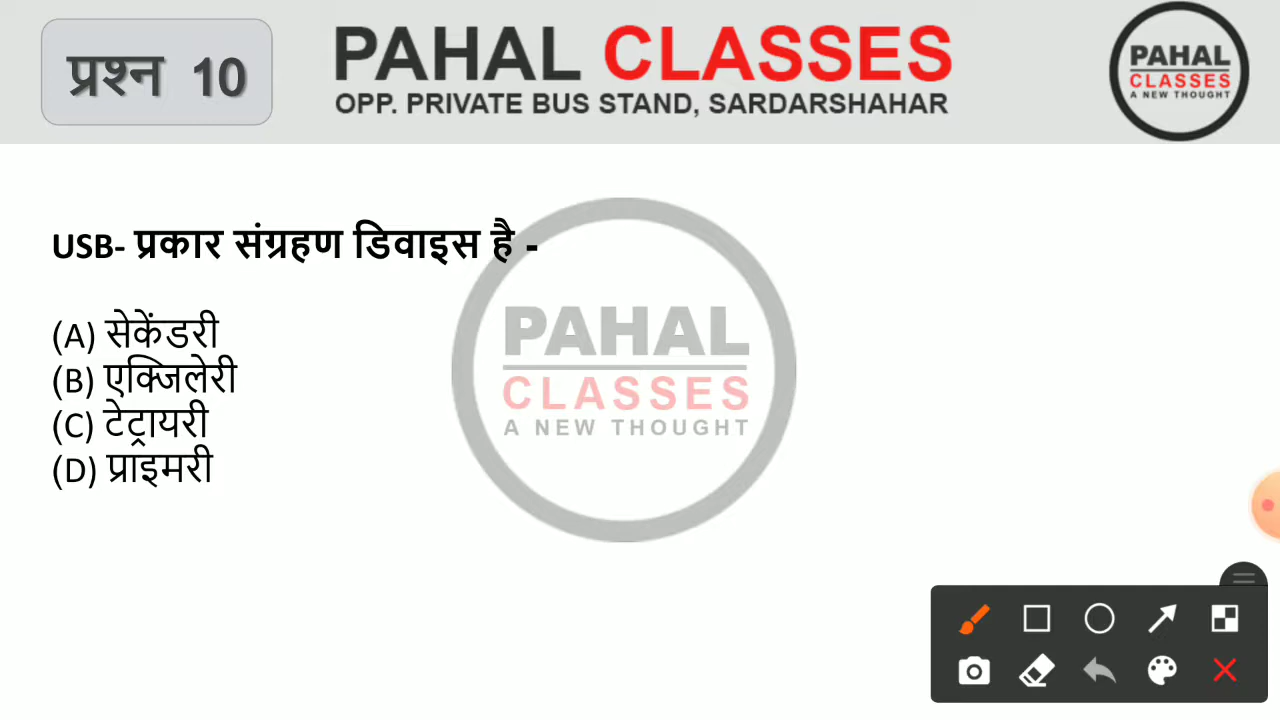 प्रश्न 10
PAHAL CLASSES
OPP. PRIVATE BUS STAND, SARDARSHAHAR
PAHAL
CLASSES
A NEW THOUGHT
USB- प्रकार संग्रहण डिवाइस है -
(A) सेकेंडरी
(B) एक्जिलेरी
(C) टेट्रायरी
(D) प्राइमरी
PAHAL
CLASSES
A NEW THOUGHT